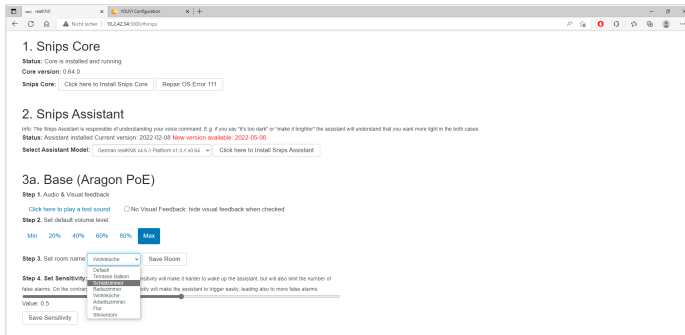 realKNX
YOUVI Configuration
Nicht sicher
10.2.42.54:3000/#snips
1. Snips Core
Status: Core is installed and running
Core version: 0.64.0
Snips Core:
Click here to Install Snips Core
Repair OS Error 111
2. Snips Assistant
Info: The Snips Assistant is responsible of understanding your voice command. E.g. if you say "it's too dark" or "make it brighter" the assistant will understand that you want more light in the both cases.
Status: Assistant installed Current version: 2022-02-08 New version available: 2022-05-06
Select Assistant Model:
German realKNX v4.6 // Platform v1.3 // v0.64
Click here to Install Snips Assistant
3a. Base (Aragon PoE)
Step 1. Audio & Visual feedback
Click here to play a test sound
No Visual Feedback: hide visual feedback when checked
Step 2. Set default volume level:
Min 20% 40% 60% 80% Max
Step 3. Set room name
Wohnküche
Save Room
Default
Terrasse Balkon
Schlafzimmer
Badezimmer
Wohnküche
Arbeitszimmer
Flur
Showroom
Step 4. Set Sensitivity
sitivity will make it harder to wake up the assistant, but will also limit the number of
false alarms. On the contrar
ivity will make the assistant to trigger easily, leading also to more false alarms.
Value: 0.5
Save Sensitivity